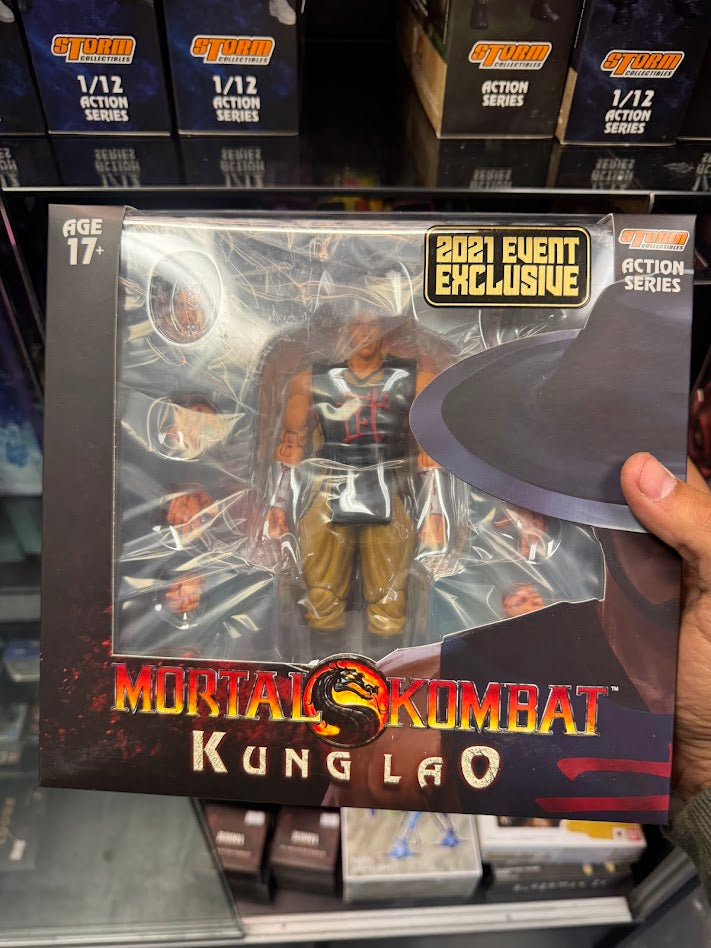 STORM
COLLECTIBLES
1/12
ACTION
SERIES
STORM
COLLECTIBLES
1/12
ACTION
SERIES
STORM
COLLECTIBLES
ACTION
SERIES
STORM
COLLECTIBLES
1/12
ACTION
SERIES
AGE
17+
2021 EVENT
EXCLUSIVE
STORM
COLLECTIBLES
ACTION
SERIES
MORTAL KOMBAT™
KUNG LAO